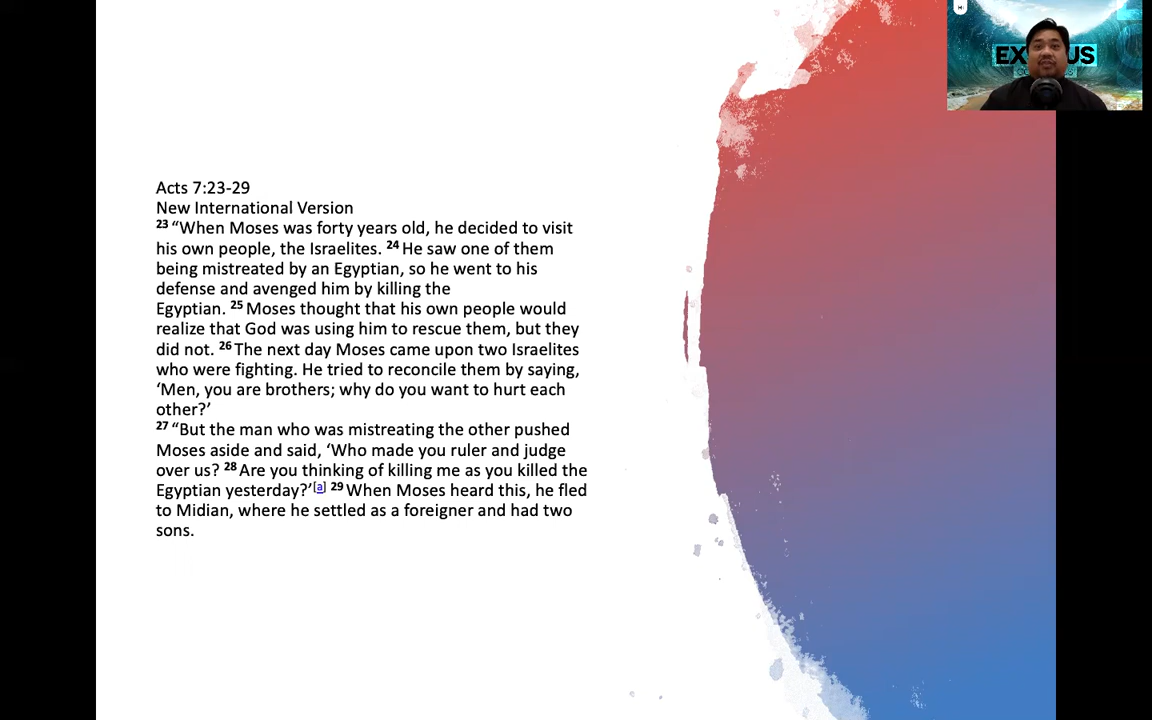 Acts 7:23-29
New International Version
23 “When Moses was forty years old, he decided to visit
his own people, the Israelites. 24 He saw one of them
being mistreated by an Egyptian, so he went to his
defense and avenged him by killing the
Egyptian. 25 Moses thought that his own people would
realize that God was using him to rescue them, but they
did not. 26 The next day Moses came upon two Israelites
who were fighting. He tried to reconcile them by saying,
‘Men, you are brothers; why do you want to hurt each
other?’
27 “But the man who was mistreating the other pushed
Moses aside and said, ‘Who made you ruler and judge
over us? 28 Are you thinking of killing me as you killed the
Egyptian yesterday?’[a] 29 When Moses heard this, he fled
to Midian, where he settled as a foreigner and had two
sons.
EX US